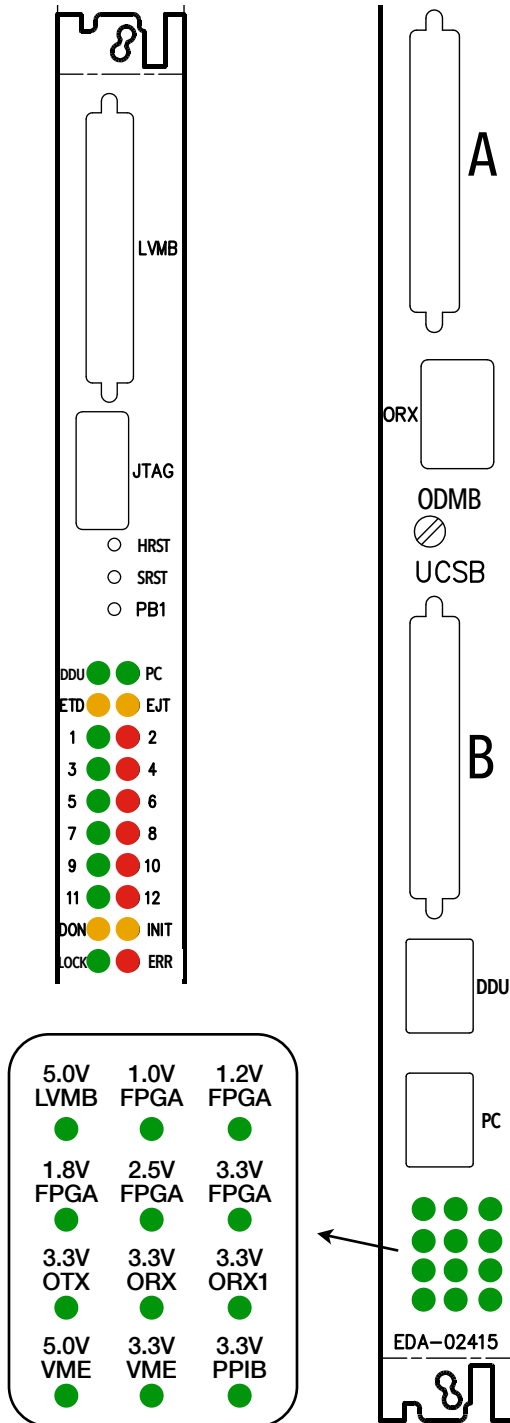 LVMB
JTAG
HRST
SRST
PB1
DDU PC
ETD EJT
1 2
3 4
5 6
7 8
9 10
11 12
DON INIT
LOCK ERR
5.0V 1.0V 1.2V
LVMB FPGA FPGA
1.8V 2.5V 3.3V
FPGA FPGA FPGA
3.3V 3.3V 3.3V
OTX ORX ORX1
5.0V 3.3V 3.3V
VME VME PPIB
A
ORX
ODMB
UCSB
B
DDU
PC
EDA-02415